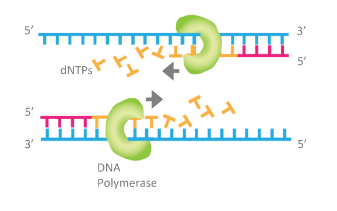 5′ 3′
dNTPs 5′
5′
3′ 5′
DNA
Polymerase